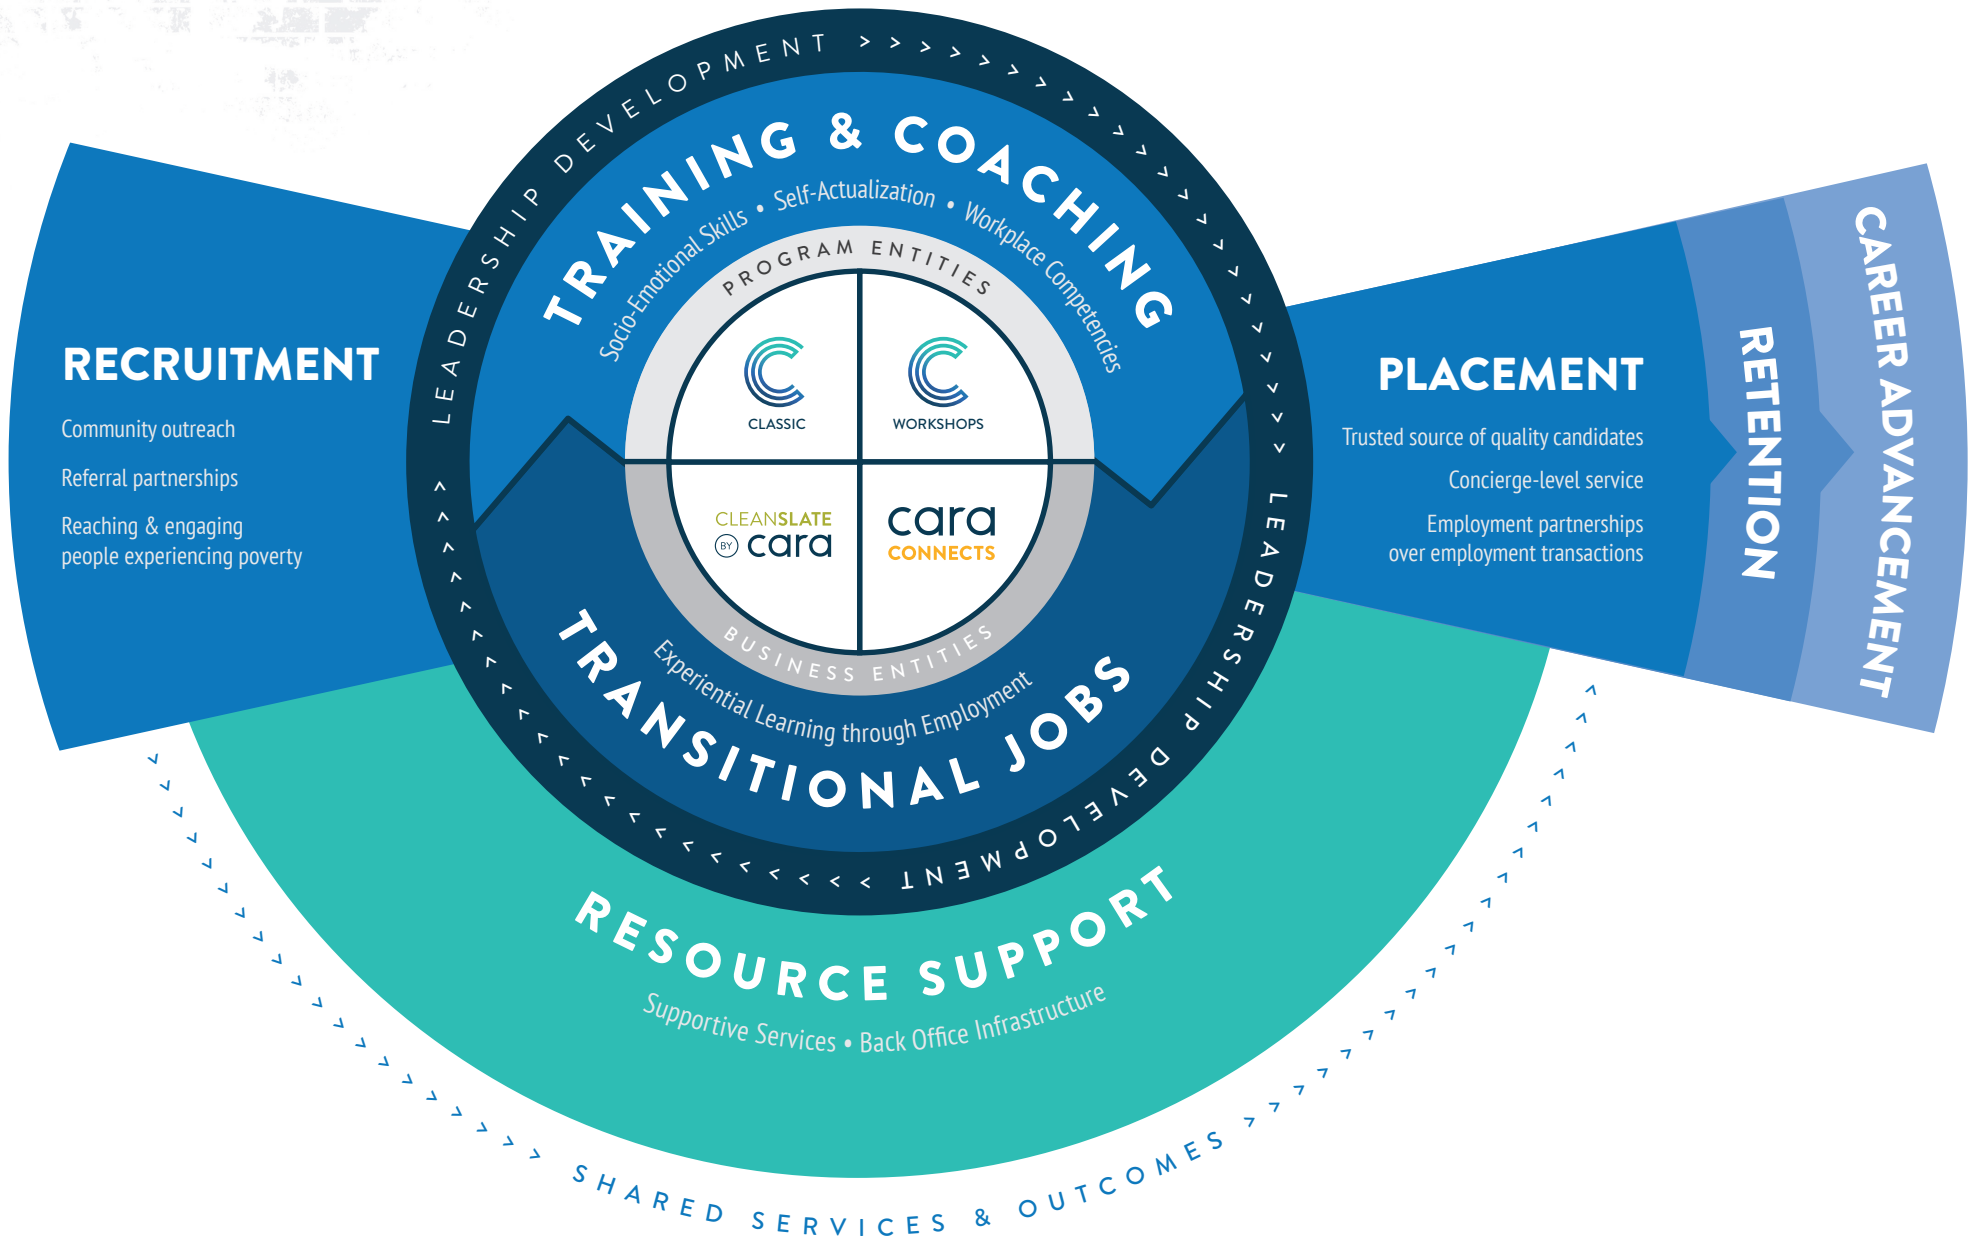 RECRUITMENT
Community outreach
Referral partnerships
Reaching & engaging
people experiencing poverty
LEADERSHIP DEVELOPMENT > > > > > > > > > > > > > > > > > > > > >
TRAINING & COACHING
Socio-Emotional Skills • Self-Actualization • Workplace Competencies
PROGRAM ENTITIES
CLASSIC
WORKSHOPS
CLEANSLATE
BY cara
cara
CONNECTS
BUSINESS ENTITIES
Experiential Learning through Employment
TRANSITIONAL JOBS
LEADERSHIP DEVELOPMENT > > > > > > > > > > > > > > > > > > > > >
PLACEMENT
Trusted source of quality candidates
Concierge-level service
Employment partnerships
over employment transactions
RETENTION
CAREER ADVANCEMENT
RESOURCE SUPPORT
Supportive Services • Back Office Infrastructure
SHARED SERVICES & OUTCOMES